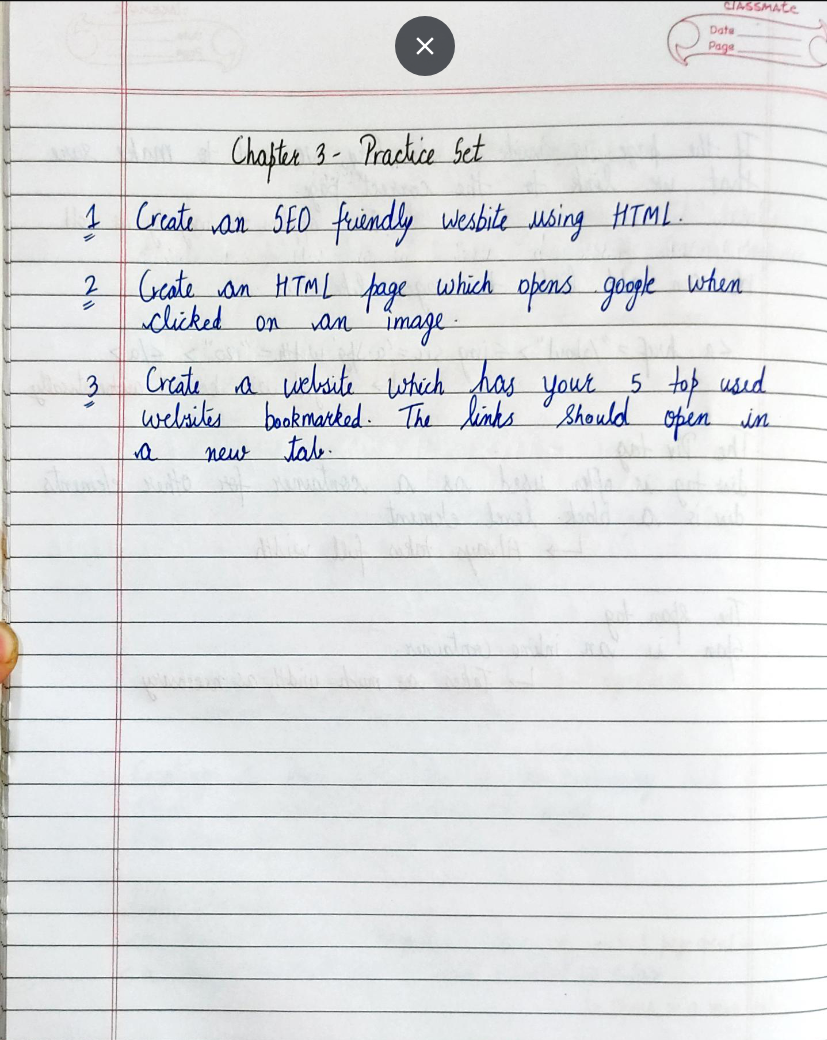 CLASSMATE
Date
Page
Chapter 3 - Practice Set
1 Create an SEO friendly wesbite using HTML.
2 Create an HTML page which opens google when
clicked on an image.
3 Create a website which has your 5 top used
websites bookmarked. The links should open in
a new tab.